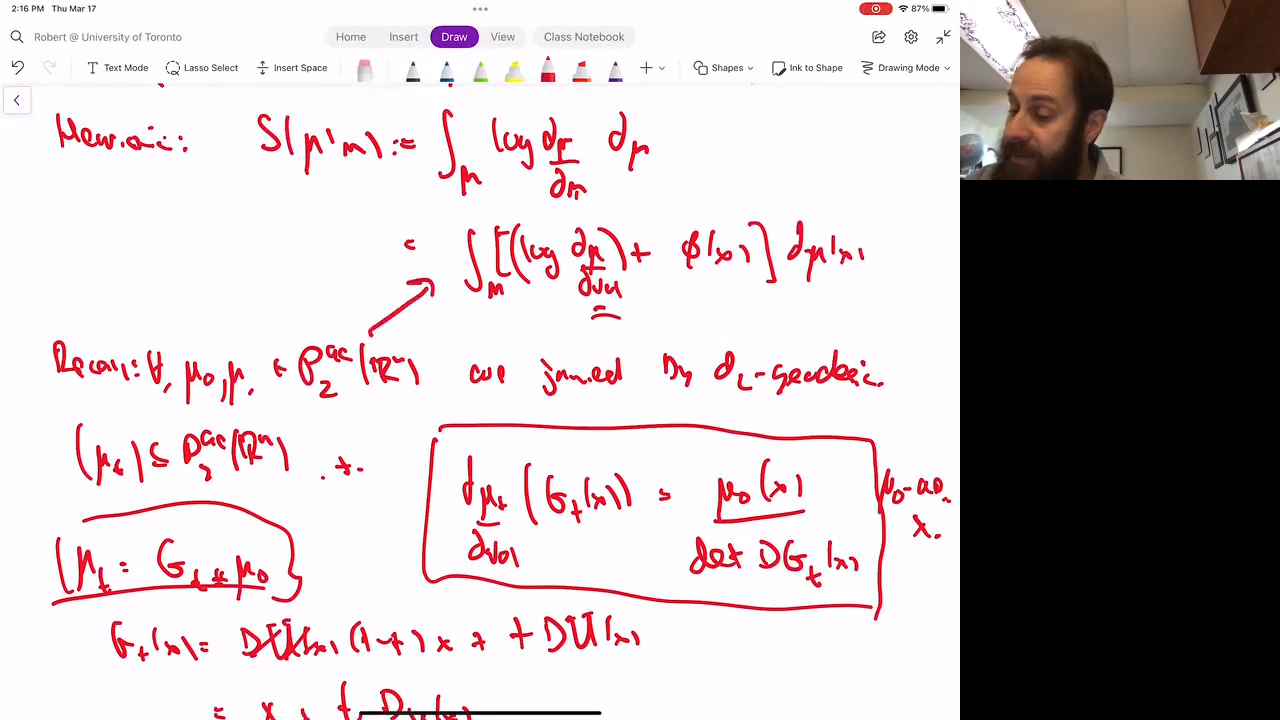 2:16 PM Thu Mar 17
87%
Robert @ University of Toronto
Home Insert Draw View Class Notebook
Text Mode Lasso Select Insert Space Shapes Ink to Shape Drawing Mode
S(μ|m) := ∫_M log dμ/dm dμ
= ∫_M [(log dμ/dvol) + φ(x)] dμ(x)
Recall: ∀ μ₀, μ₁ ∈ P₂^{ac}(ℝⁿ) are joined by d₂-geodesic
(μ_t) ⊆ P₂^{ac}(ℝⁿ) s.t. dμ_t/dvol (G_t(x)) = μ₀(x) / det DG_t(x) μ₀-a.e. x.
μ_t = G_{t*} μ₀
G_t(x) = (1-t) x + t DU(x)
= x + t